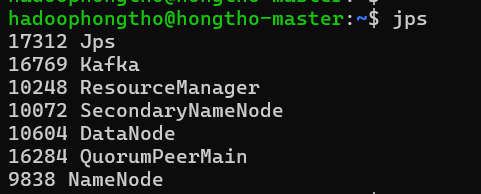 hadoophongtho@hongtho-master:~$ jps
17312 Jps
16769 Kafka
10248 ResourceManager
10072 SecondaryNameNode
10604 DataNode
16284 QuorumPeerMain
9838 NameNode